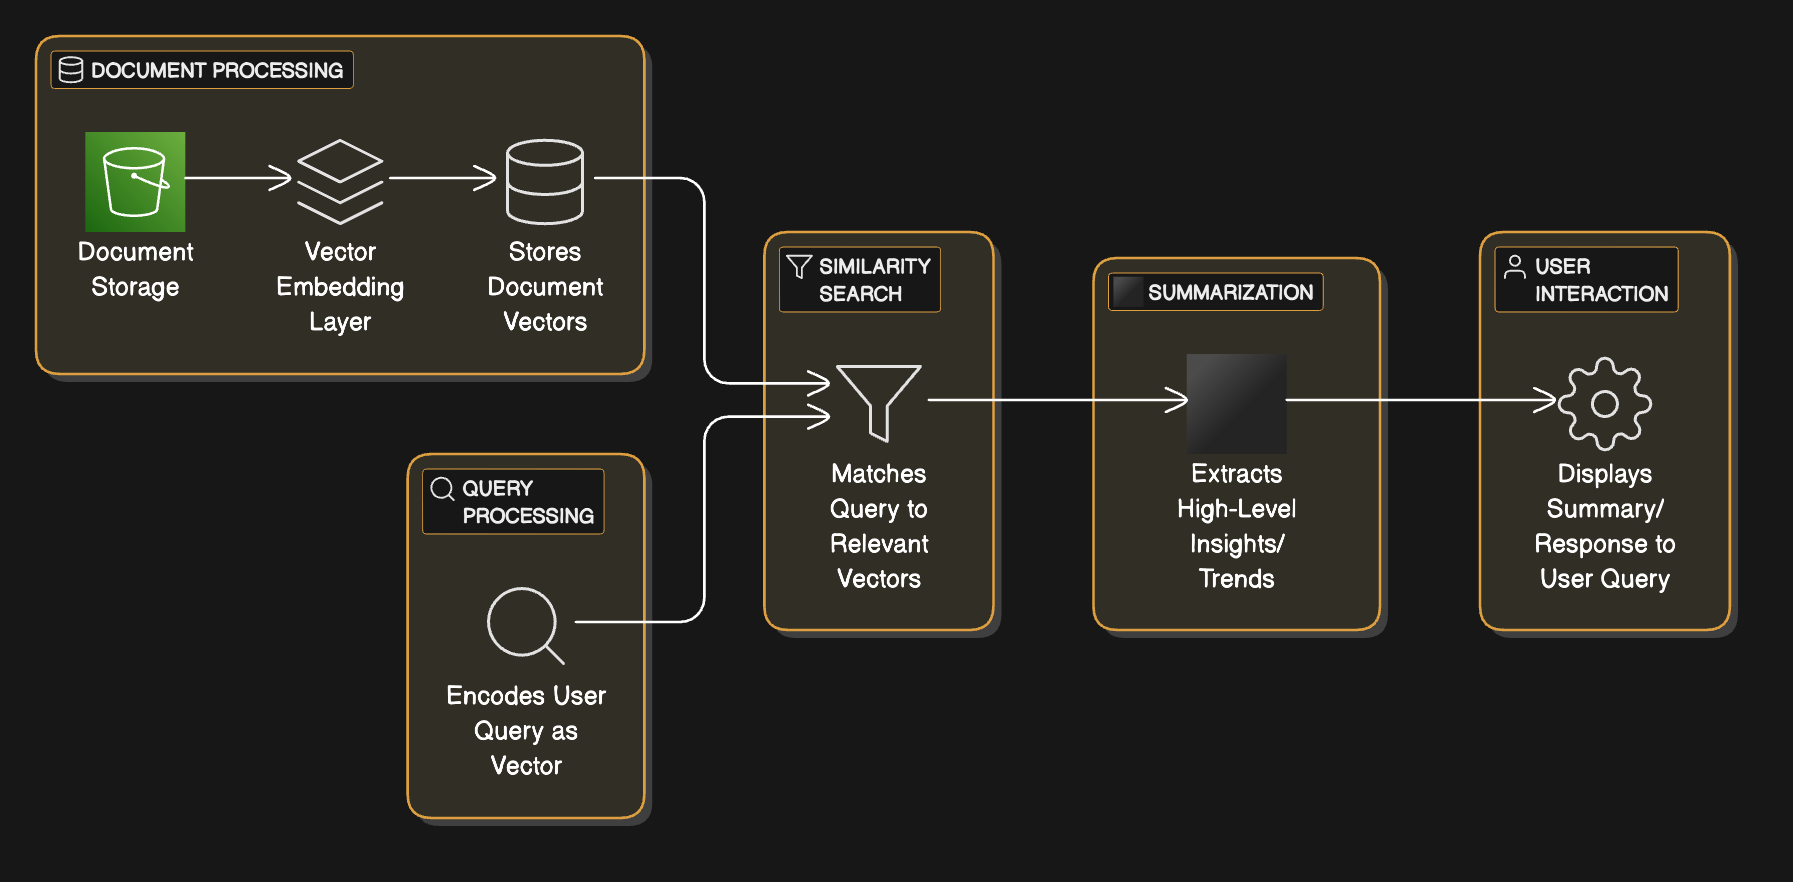 DOCUMENT PROCESSING
Document
Storage
Vector
Embedding
Layer
Stores
Document
Vectors
QUERY
PROCESSING
Encodes User
Query as
Vector
SIMILARITY
SEARCH
Matches
Query to
Relevant
Vectors
SUMMARIZATION
Extracts
High-Level
Insights/
Trends
USER
INTERACTION
Displays
Summary/
Response to
User Query